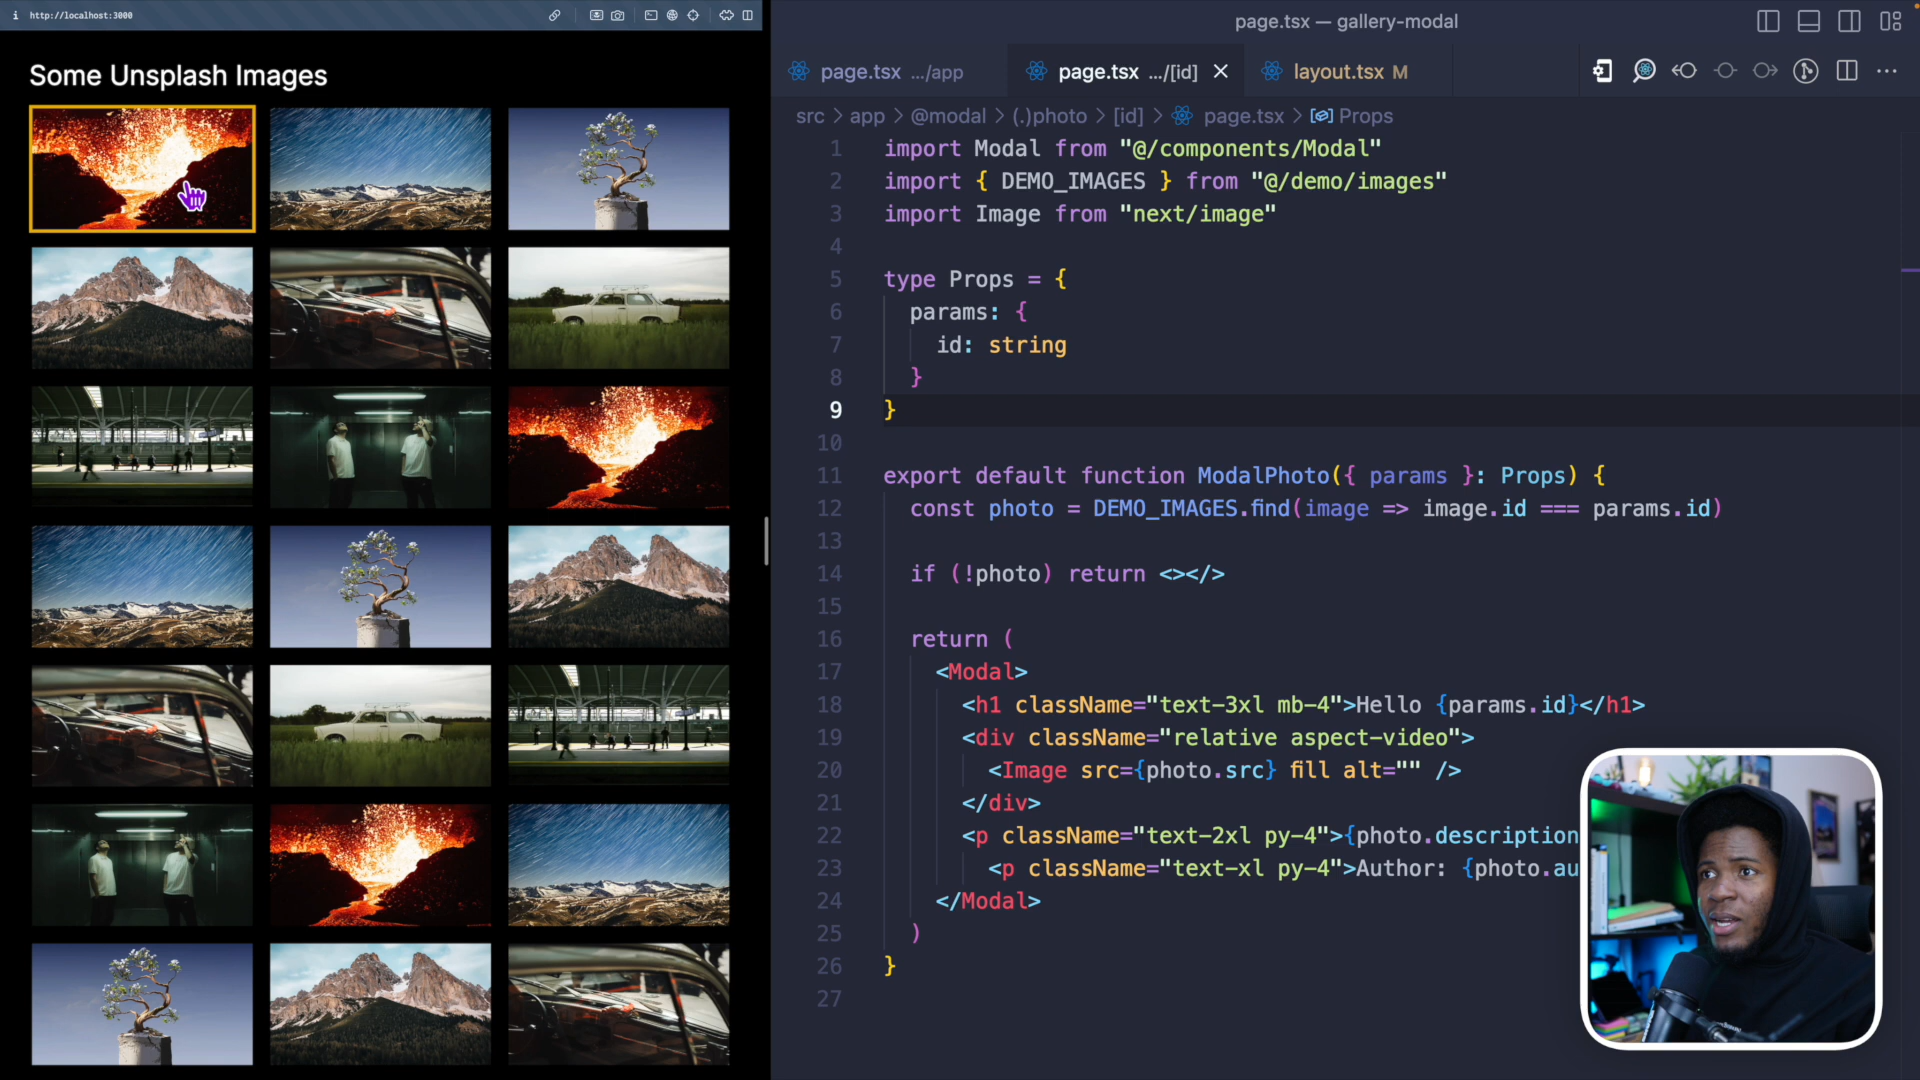 http://localhost:3000
Some Unsplash Images
page.tsx — gallery-modal
page.tsx .../app
page.tsx .../[id]
layout.tsx M
src > app > @modal > (.)photo > [id] > page.tsx > Props
1 import Modal from "@/components/Modal"
2 import { DEMO_IMAGES } from "@/demo/images"
3 import Image from "next/image"
4
5 type Props = {
6 params: {
7 id: string
8 }
9 }
10
11 export default function ModalPhoto({ params }: Props) {
12 const photo = DEMO_IMAGES.find(image => image.id === params.id)
13
14 if (!photo) return <></>
15
16 return (
17 <Modal>
18 <h1 className="text-3xl mb-4">Hello {params.id}</h1>
19 <div className="relative aspect-video">
20 <Image src={photo.src} fill alt="" />
21 </div>
22 <p className="text-2xl py-4">{photo.description
23 <p className="text-xl py-4">Author: {photo.au
24 </Modal>
25 )
26 }
27